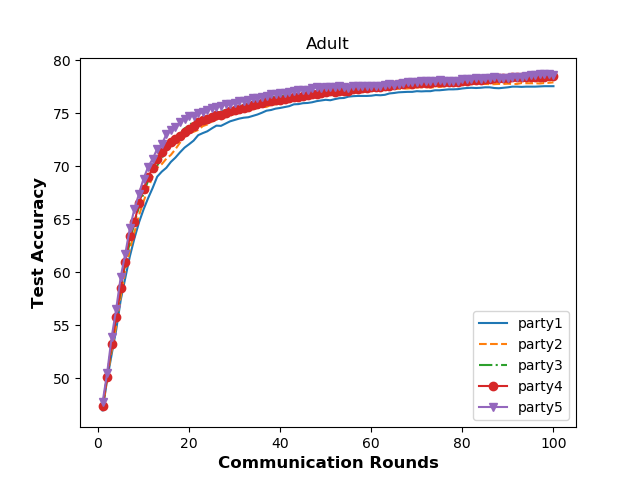 Adult
80
75
70
65
60
55
50
Test Accuracy
party1
party2
party3
party4
party5
0 20 40 60 80 100
Communication Rounds